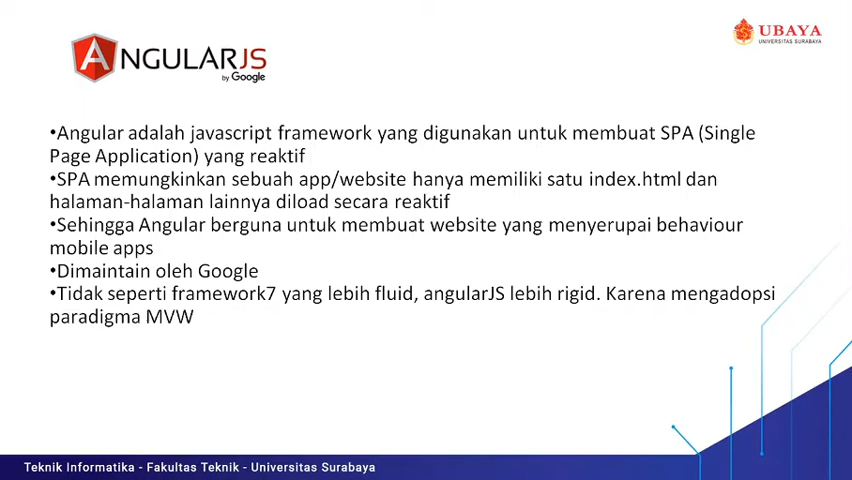 ANGULARJS
by Google
UBAYA
UNIVERSITAS SURABAYA
•Angular adalah javascript framework yang digunakan untuk membuat SPA (Single
Page Application) yang reaktif
•SPA memungkinkan sebuah app/website hanya memiliki satu index.html dan
halaman-halaman lainnya diload secara reaktif
•Sehingga Angular berguna untuk membuat website yang menyerupai behaviour
mobile apps
•Dimaintain oleh Google
•Tidak seperti framework7 yang lebih fluid, angularJS lebih rigid. Karena mengadopsi
paradigma MVW
Teknik Informatika - Fakultas Teknik - Universitas Surabaya